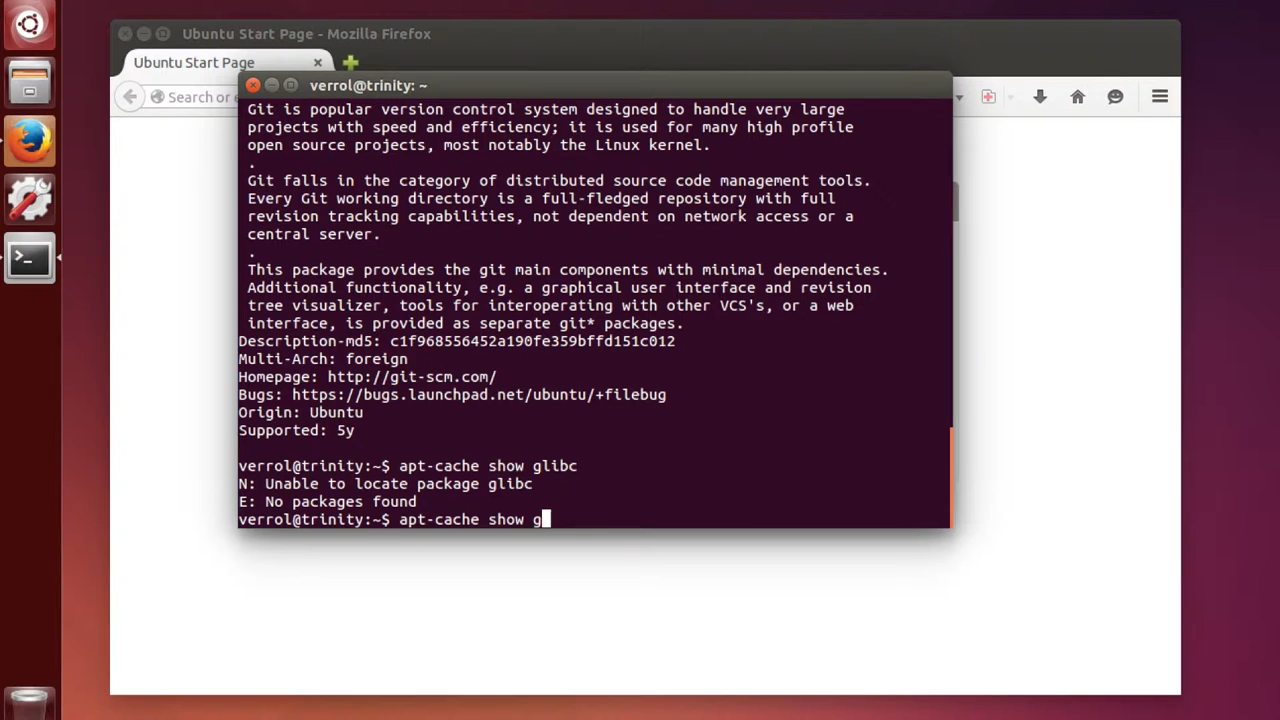 Ubuntu Start Page - Mozilla Firefox
Ubuntu Start Page
Search or e
verrol@trinity: ~
Git is popular version control system designed to handle very large
projects with speed and efficiency; it is used for many high profile
open source projects, most notably the Linux kernel.
.
Git falls in the category of distributed source code management tools.
Every Git working directory is a full-fledged repository with full
revision tracking capabilities, not dependent on network access or a
central server.
.
This package provides the git main components with minimal dependencies.
Additional functionality, e.g. a graphical user interface and revision
tree visualizer, tools for interoperating with other VCS's, or a web
interface, is provided as separate git* packages.
Description-md5: c1f968556452a190fe359bffd151c012
Multi-Arch: foreign
Homepage: http://git-scm.com/
Bugs: https://bugs.launchpad.net/ubuntu/+filebug
Origin: Ubuntu
Supported: 5y
verrol@trinity:~$ apt-cache show glibc
N: Unable to locate package glibc
E: No packages found
verrol@trinity:~$ apt-cache show g